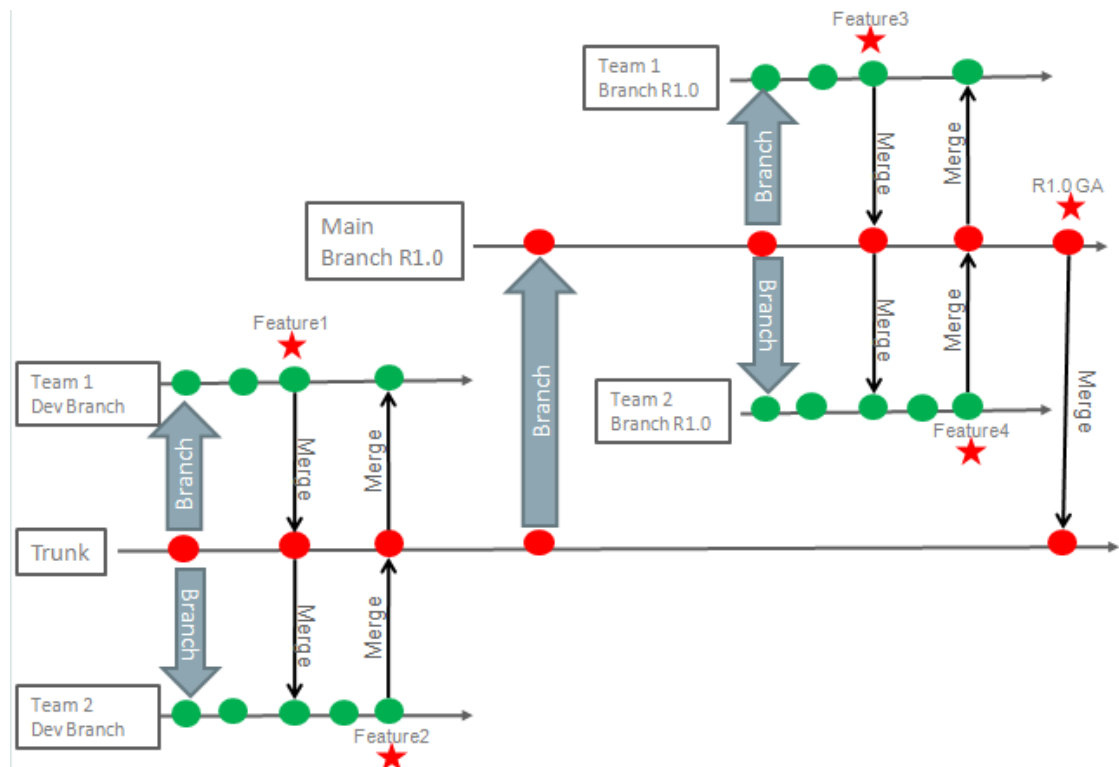 Feature3
Team 1
Branch R1.0
Branch
Merge
Merge
R1.0 GA
Main
Branch R1.0
Branch
Merge
Merge
Feature1
Team 1
Dev Branch
Team 2
Branch R1.0
Feature4
Branch
Merge
Merge
Branch
Merge
Trunk
Branuch
Merge
Merge
Team 2
Dev Branch
Feature2